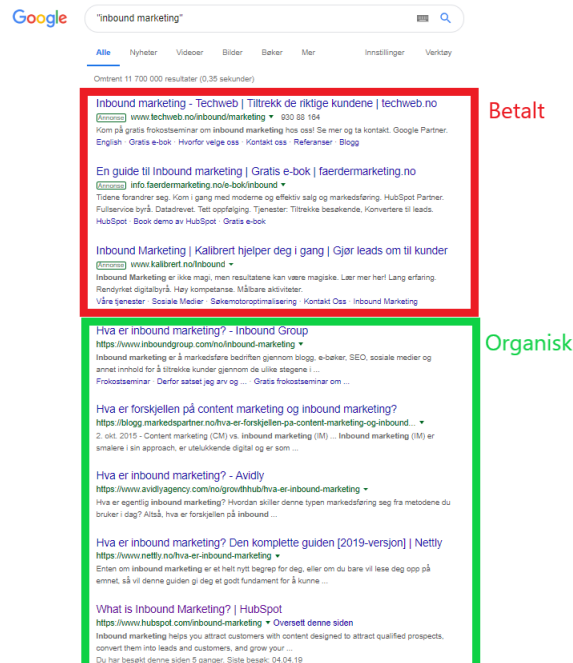 Google "inbound marketing"
Alle Nyheter Videoer Bilder Bøker Mer Innstillinger Verktøy
Omtrent 11 700 000 resultater (0,35 sekunder)
Betalt
Inbound marketing - Techweb | Tiltrekk de riktige kundene | techweb.no
Annonse www.techweb.no/inbound/marketing ▾ 930 88 164
Kom på gratis frokostseminar om inbound marketing hos oss! Se mer og ta kontakt. Google Partner.
English · Gratis e-bok · Hvorfor velge oss · Kontakt oss · Referanser · Blogg
En guide til Inbound marketing | Gratis e-bok | faerdermarketing.no
Annonse info.faerdermarketing.no/e-bok/inbound ▾
Tidene forandrer seg. Kom i gang med moderne og effektiv salg og markedsføring. HubSpot Partner.
Fullservice byrå. Datadrevet. Tett oppfølging. Tjenester: Tiltrekke besøkende, Konvertere til leads.
HubSpot · Book demo av HubSpot · Gratis e-bok
Inbound Marketing | Kalibrert hjelper deg i gang | Gjør leads om til kunder
Annonse www.kalibrert.no/Inbound ▾
Inbound Marketing er ikke magi, men resultatene kan være magiske. Lær mer her! Lang erfaring.
Rendyrket digitalbyrå. Høy kompetanse. Målbare aktiviteter.
Våre tjenester · Sosiale Medier · Søkemotoroptimalisering · Kontakt Oss · Inbound Marketing
Organisk
Hva er inbound marketing? - Inbound Group
https://www.inboundgroup.com/no/inbound-marketing ▾
Inbound marketing er å markedsføre bedriften gjennom blogg, e-bøker, SEO, sosiale medier og
annet innhold for å tiltrekke kunder gjennom de ulike stegene i ...
Frokostseminar · Derfor satset jeg arv og ... · Gratis frokostseminar om ...
Hva er forskjellen på content marketing og inbound marketing?
https://blogg.markedspartner.no/hva-er-forskjellen-pa-content-marketing-og-inbound... ▾
2. okt. 2015 - Content marketing (CM) vs. inbound marketing (IM) ... Inbound marketing (IM) er
smalere i sin approach, er utelukkende digital og er som ...
Hva er inbound marketing? - Avidly
https://www.avidlyagency.com/no/growthhub/hva-er-inbound-marketing ▾
Hva er egentlig inbound marketing? Hvordan skiller denne typen markedsføring seg fra metodene du
bruker i dag? Altså, hva er forskjellen på inbound ...
Hva er inbound marketing? Den komplette guiden [2019-versjon] | Nettly
https://www.nettly.no/hva-er-inbound-marketing ▾
Enten om inbound marketing er et helt nytt begrep for deg, eller om du bare vil lese deg opp på
emnet, så vil denne guiden gi deg et godt fundament for å kunne ...
What is Inbound Marketing? | HubSpot
https://www.hubspot.com/inbound-marketing ▾ Oversett denne siden
Inbound marketing helps you attract customers with content designed to attract qualified prospects,
convert them into leads and customers, and grow your ...
Du har besøkt denne siden 5 ganger. Siste besøk: 04.04.19